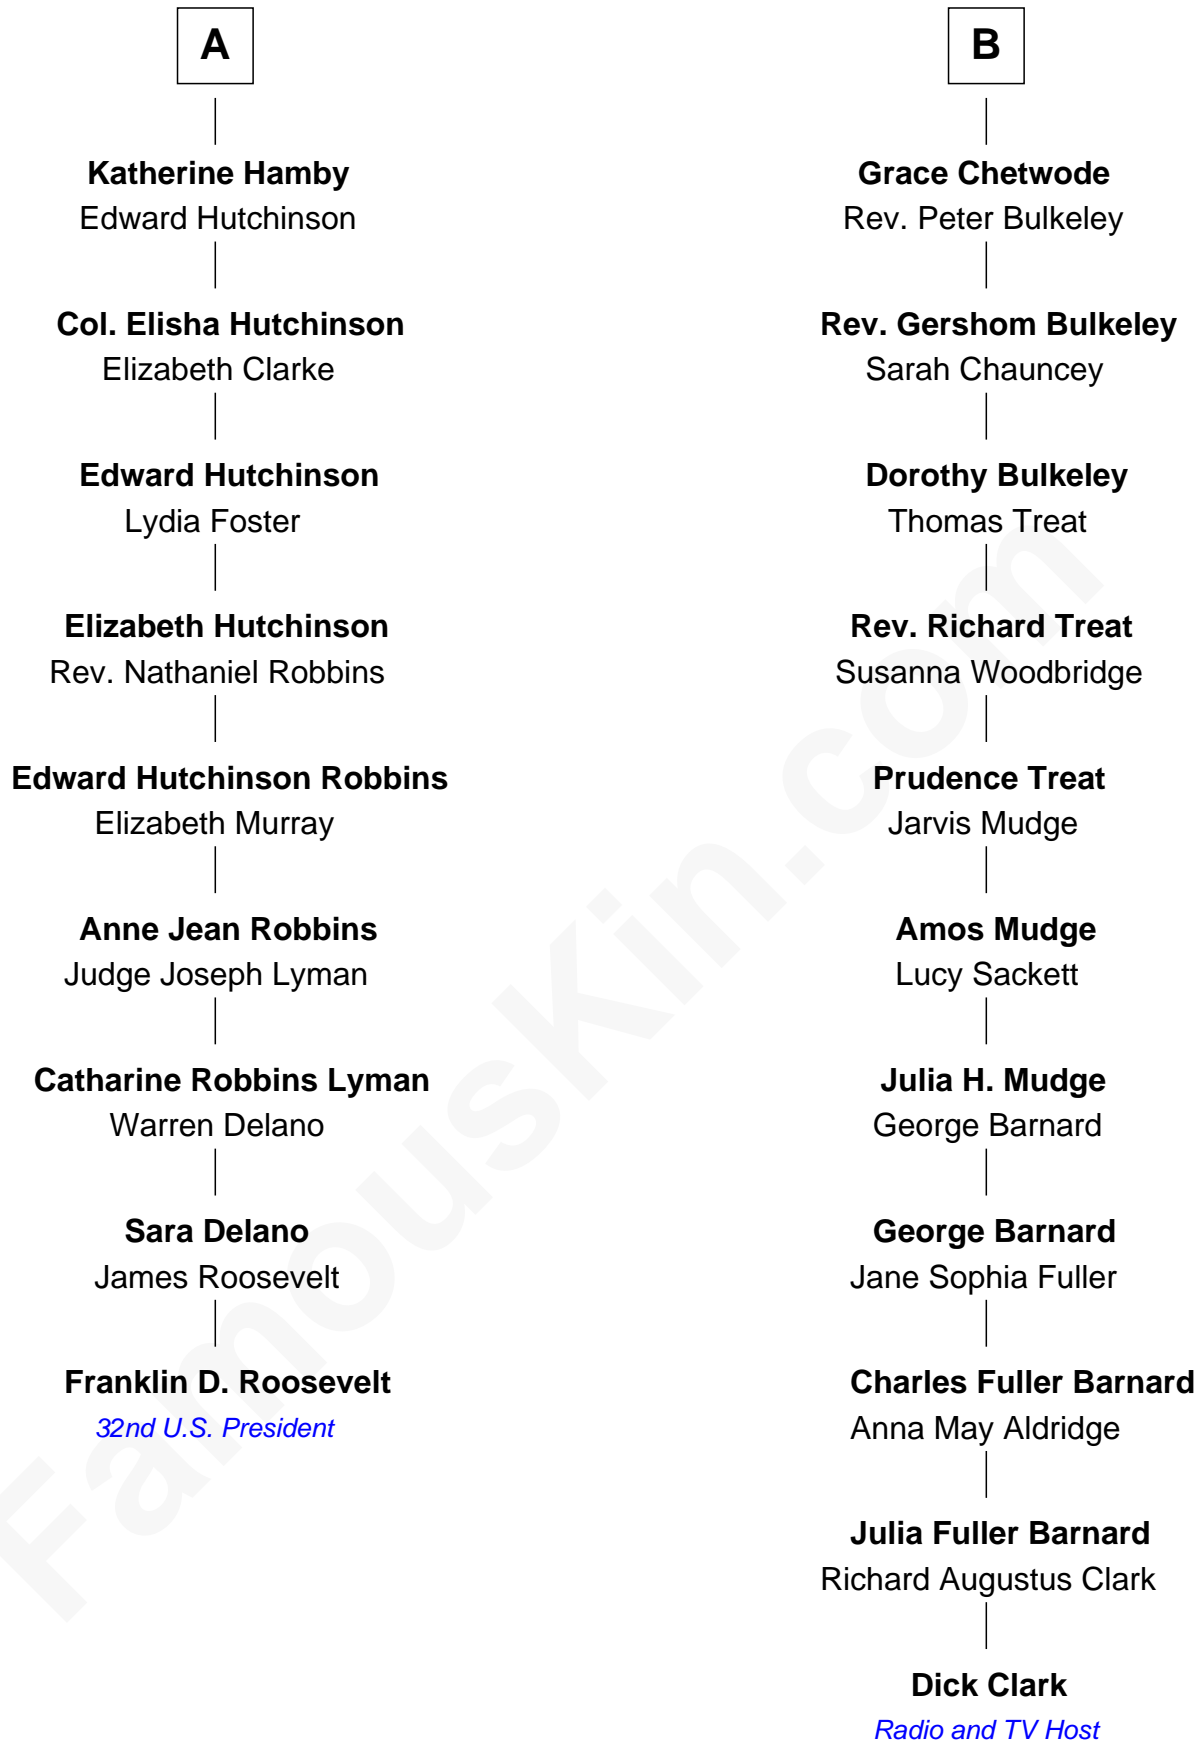 A
Katherine Hamby
Edward Hutchinson
Col. Elisha Hutchinson
Elizabeth Clarke
Edward Hutchinson
Lydia Foster
Elizabeth Hutchinson
Rev. Nathaniel Robbins
Edward Hutchinson Robbins
Elizabeth Murray
Anne Jean Robbins
Judge Joseph Lyman
Catharine Robbins Lyman
Warren Delano
Sara Delano
James Roosevelt
Franklin D. Roosevelt
32nd U.S. President
B
Grace Chetwode
Rev. Peter Bulkeley
Rev. Gershom Bulkeley
Sarah Chauncey
Dorothy Bulkeley
Thomas Treat
Rev. Richard Treat
Susanna Woodbridge
Prudence Treat
Jarvis Mudge
Amos Mudge
Lucy Sackett
Julia H. Mudge
George Barnard
George Barnard
Jane Sophia Fuller
Charles Fuller Barnard
Anna May Aldridge
Julia Fuller Barnard
Richard Augustus Clark
Dick Clark
Radio and TV Host
FamousKin.com